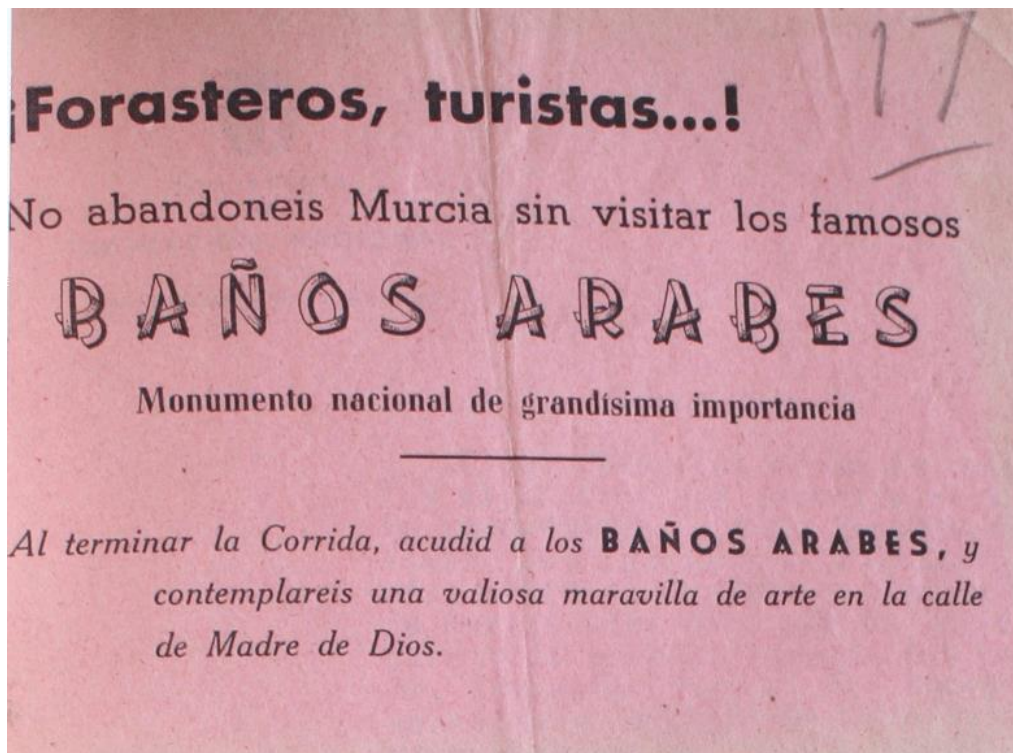 17
¡Forasteros, turistas...!
No abandoneis Murcia sin visitar los famosos
BAÑOS ARABES
Monumento nacional de grandísima importancia
Al terminar la Corrida, acudid a los BAÑOS ARABES, y
contemplareis una valiosa maravilla de arte en la calle
de Madre de Dios.